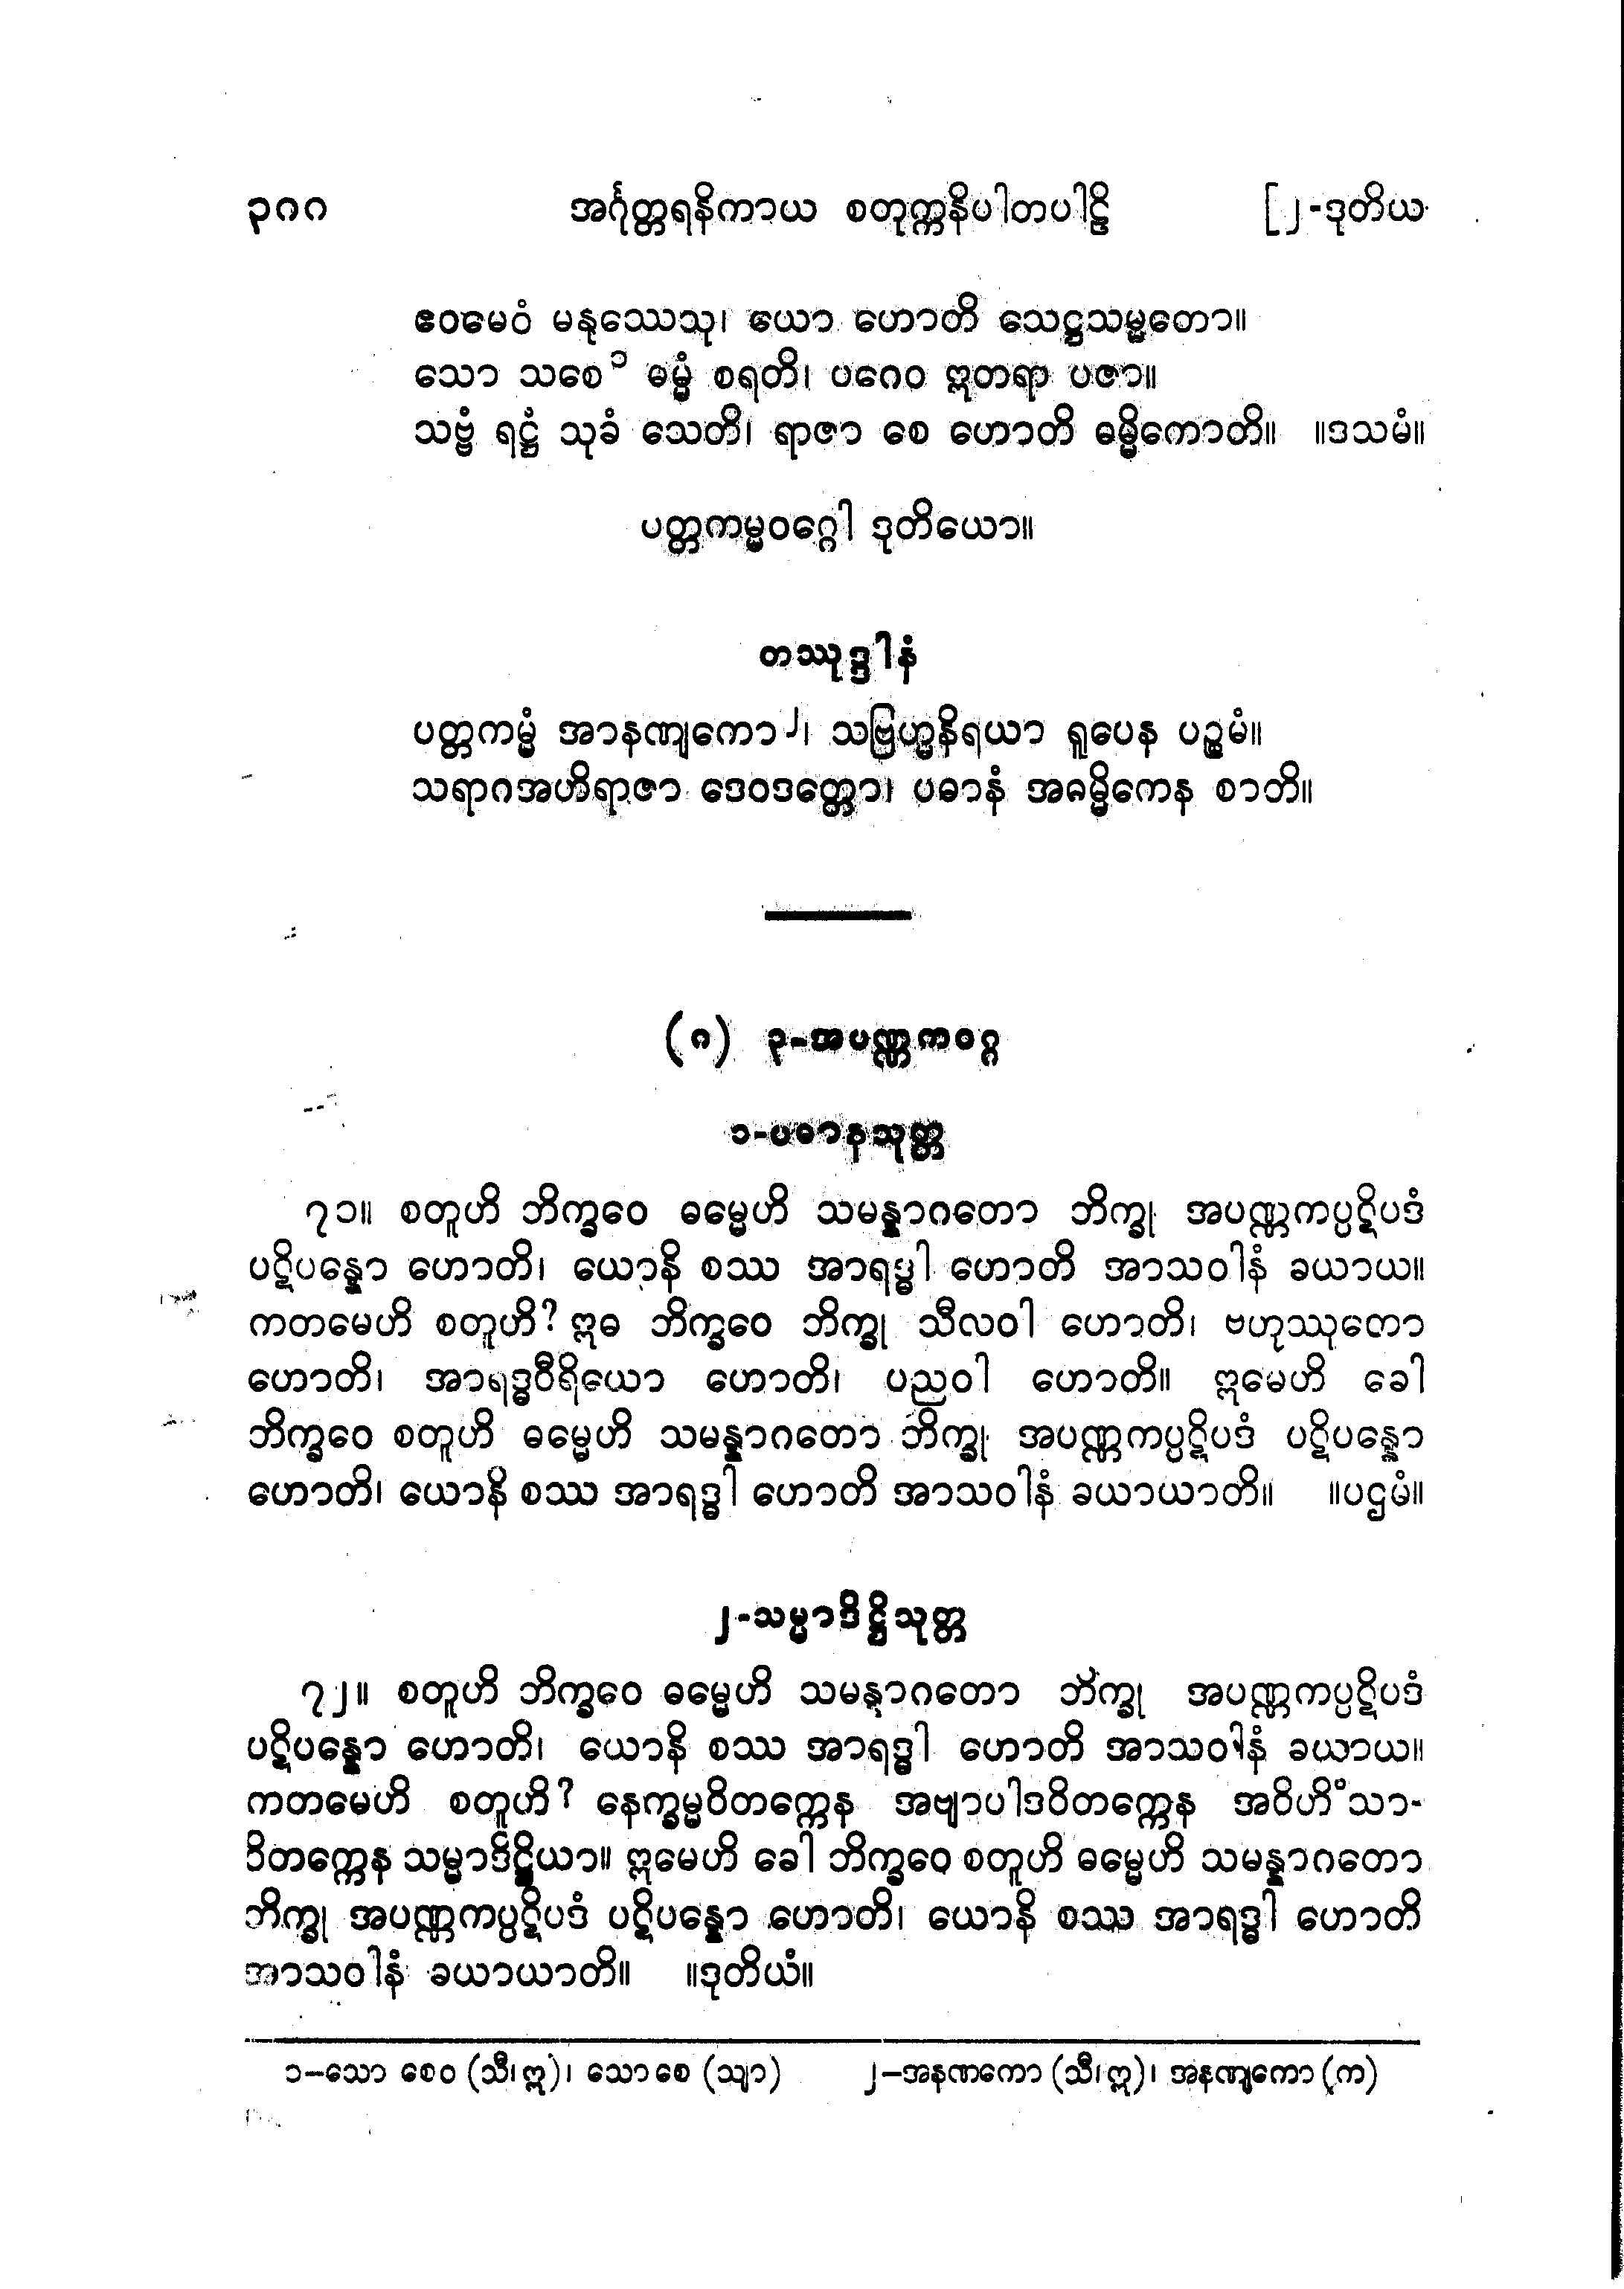 ၃၈၈ အင်္ဂုတ္တရနိကာယ စတုက္ကနိပါတပါဠိ [၂-ဒုတိယ
ဧဝမေဝံ မနုဿေသု၊ ယော ဟောတိ သေဋ္ဌသမ္မတော။
သော သစေ ၁ ဓမ္မံ စရတိ၊ ပဂေဝ ဣတရာ ပဇာ။
သဗ္ဗံ ရဋ္ဌံ သုခံ သေတိ၊ ရာဇာ စေ ဟောတိ ဓမ္မိကောတိ။ ။ဒသမံ။
ပတ္တကမ္မဝဂ္ဂေါ ဒုတိယော။
တဿုဒ္ဒါနံ
ပတ္တကမ္မံ အာနဏျကော ၂၊ သဗြဟ္မနိရယာ ရူပေန ပဉ္စမံ။
သရာဂအဟိရာဇာ ဒေဝဒတ္တော၊ ပဓာနံ အဓမ္မိကေန စာတိ။
(၈) ၃-အပဏ္ဏကဝဂ္ဂ
၁-ပဓာနသုတ္တ
၇၁။ စတူဟိ ဘိက္ခဝေ ဓမ္မေဟိ သမန္နာဂတော ဘိက္ခု အပဏ္ဏကပ္ပဋိပဒံ
ပဋိပန္နော ဟောတိ၊ ယောနိ စဿ အာရဒ္ဓါ ဟောတိ အာသဝါနံ ခယာယ။
ကတမေဟိ စတူဟိ? ဣဓ ဘိက္ခဝေ ဘိက္ခု သီလဝါ ဟောတိ၊ ဗဟုဿုတော
ဟောတိ၊ အာရဒ္ဓဝီရိယော ဟောတိ၊ ပညဝါ ဟောတိ။ ဣမေဟိ ခေါ
ဘိက္ခဝေ စတူဟိ ဓမ္မေဟိ သမန္နာဂတော ဘိက္ခု အပဏ္ဏကပ္ပဋိပဒံ ပဋိပန္နော
ဟောတိ၊ ယောနိ စဿ အာရဒ္ဓါ ဟောတိ အာသဝါနံ ခယာယာတိ။ ။ပဌမံ။
၂-သမ္မာဒိဋ္ဌိသုတ္တ
၇၂။ စတူဟိ ဘိက္ခဝေ ဓမ္မေဟိ သမန္နာဂတော ဘိက္ခု အပဏ္ဏကပ္ပဋိပဒံ
ပဋိပန္နော ဟောတိ၊ ယောနိ စဿ အာရဒ္ဓါ ဟောတိ အာသဝါနံ ခယာယ။
ကတမေဟိ စတူဟိ? နေက္ခမ္မဝိတက္ကေန အဗျာပါဒဝိတက္ကေန အဝိဟိံသာ-
ဝိတက္ကေန သမ္မာဒိဋ္ဌိယာ။ ဣမေဟိ ခေါ ဘိက္ခဝေ စတူဟိ ဓမ္မေဟိ သမန္နာဂတော
ဘိက္ခု အပဏ္ဏကပ္ပဋိပဒံ ပဋိပန္နော ဟောတိ၊ ယောနိ စဿ အာရဒ္ဓါ ဟောတိ
အာသဝါနံ ခယာယာတိ။ ။ဒုတိယံ။
၁–သော စေဝ (သီ၊ ဣ)၊ သော စေ (သျာ) ၂–အနဏကော (သီ၊ ဣ)၊ အနဏျကော (က)